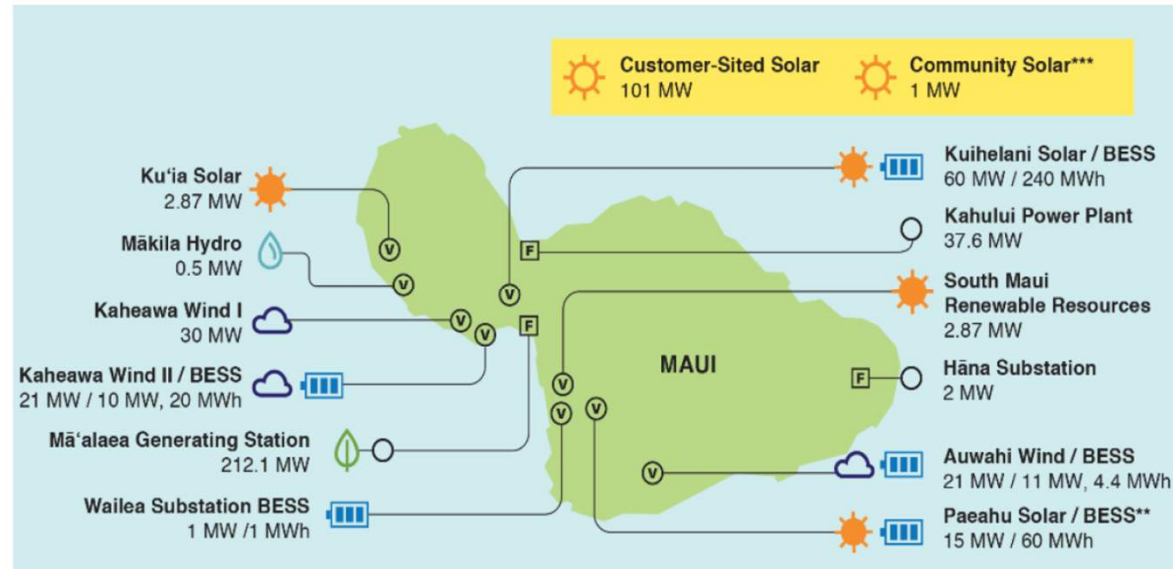 Customer-Sited Solar
101 MW
Community Solar***
1 MW
Ku‘ia Solar
2.87 MW
Mākila Hydro
0.5 MW
Kaheawa Wind I
30 MW
Kaheawa Wind II / BESS
21 MW / 10 MW, 20 MWh
Mā‘alaea Generating Station
212.1 MW
Wailea Substation BESS
1 MW /1 MWh
V
V
V
V
V
F
F
V
V
V
V
F
MAUI
Kuihelani Solar / BESS
60 MW / 240 MWh
Kahului Power Plant
37.6 MW
South Maui
Renewable Resources
2.87 MW
Hāna Substation
2 MW
Auwahi Wind / BESS
21 MW / 11 MW, 4.4 MWh
Paeahu Solar / BESS**
15 MW / 60 MWh